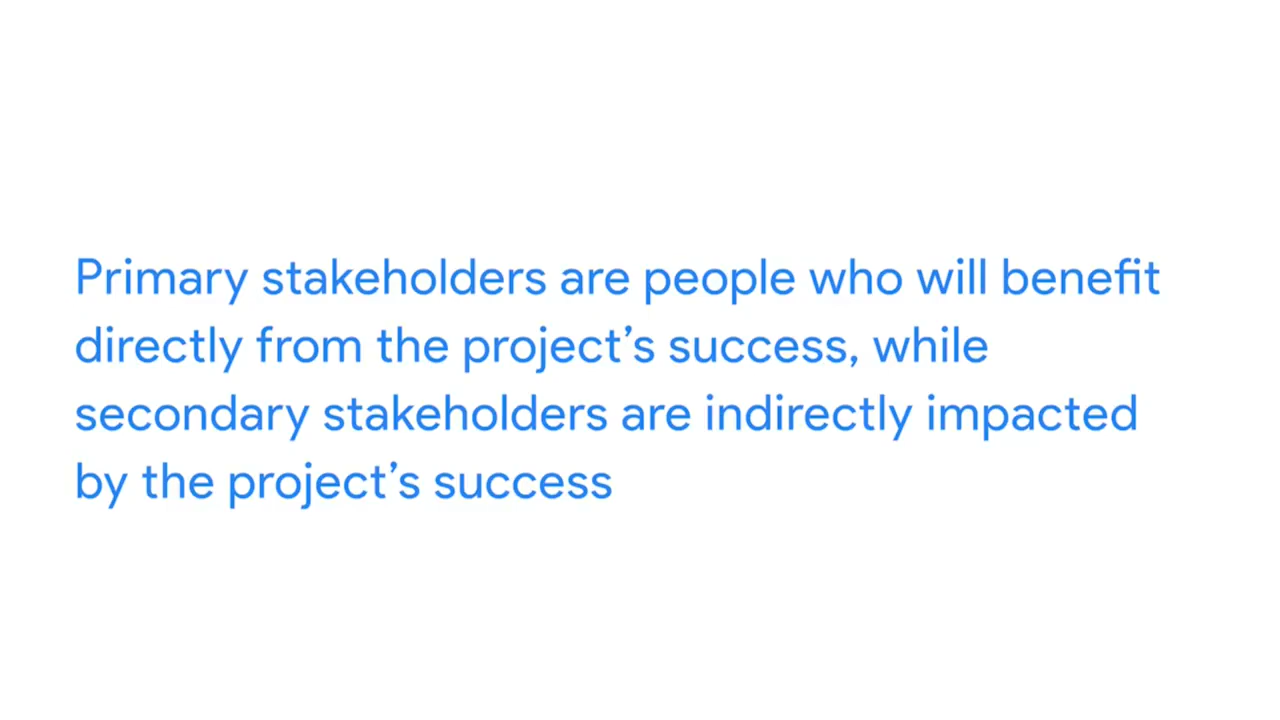 Primary stakeholders are people who will benefit
directly from the project’s success, while
secondary stakeholders are indirectly impacted
by the project’s success